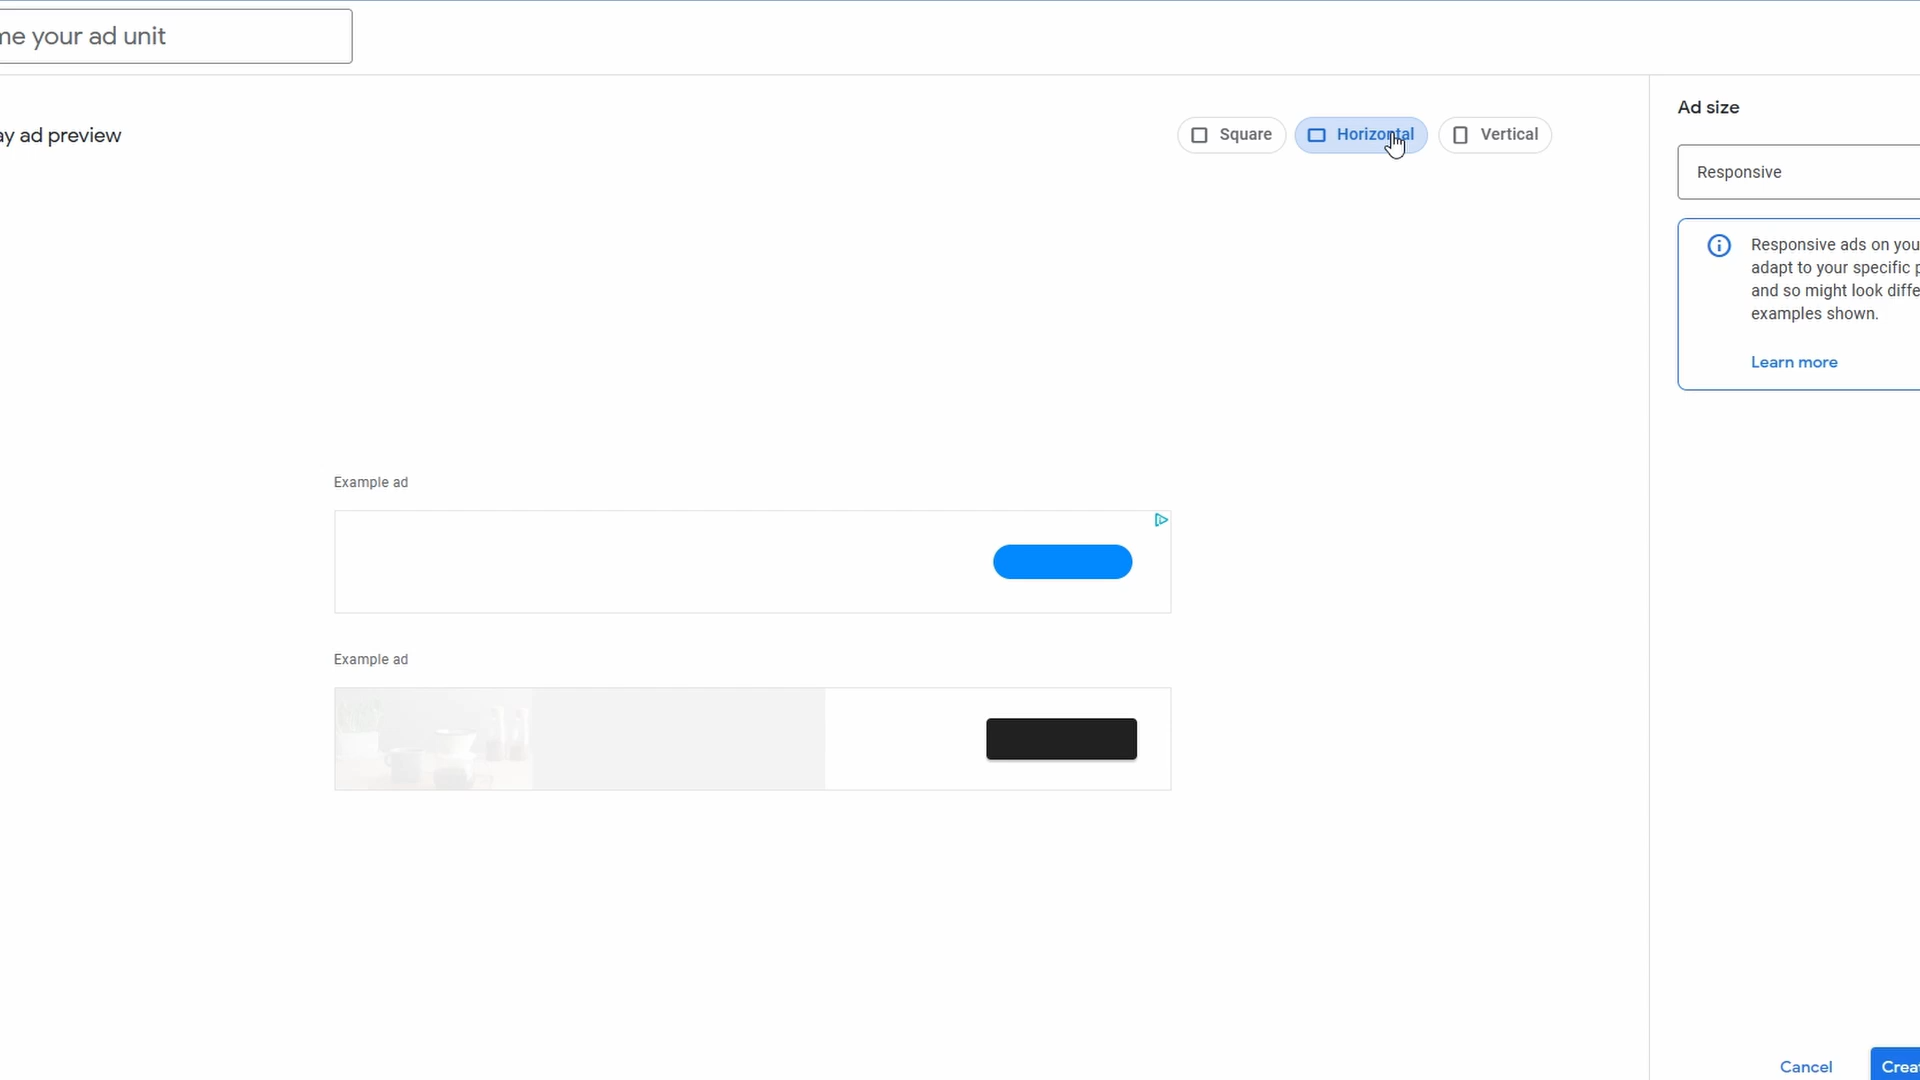 me your ad unit
ay ad preview
Square
Horizontal
Vertical
Ad size
Responsive
Responsive ads on you
adapt to your specific p
and so might look diffe
examples shown.
Learn more
Example ad
Example ad
Cancel
Crea